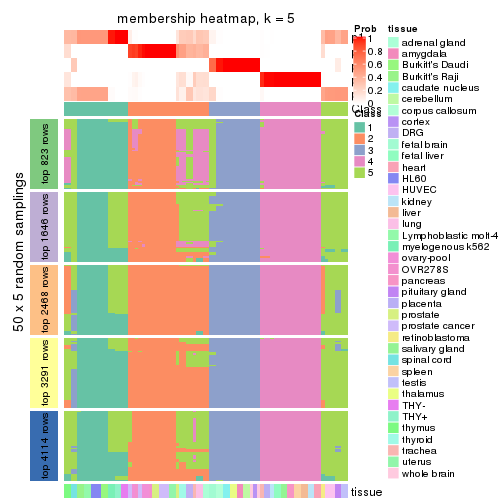 membership heatmap, k = 5
50 x 5 random samplings
top 823 rows
top 1646 rows
top 2468 rows
top 3291 rows
top 4114 rows
Prob
1
0.8
0.6
0.4
0.2
0
Class
Class
1
2
3
4
5
tissue
adrenal gland
amygdala
Burkitt's Daudi
Burkitt's Raji
caudate nucleus
cerebellum
corpus callosum
cortex
DRG
fetal brain
fetal liver
heart
HL60
HUVEC
kidney
liver
lung
Lymphoblastic molt-4
myelogenous k562
ovary-pool
OVR278S
pancreas
pituitary gland
placenta
prostate
prostate cancer
retinoblastoma
salivary gland
spinal cord
spleen
testis
thalamus
THY-
THY+
thymus
thyroid
trachea
uterus
whole brain
tissue